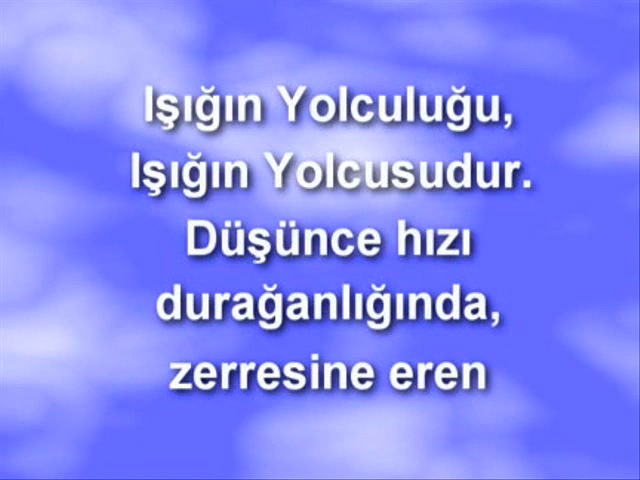 Işığın Yolculuğu,
Işığın Yolcusudur.
Düşünce hızı
durağanlığında,
zerresine eren